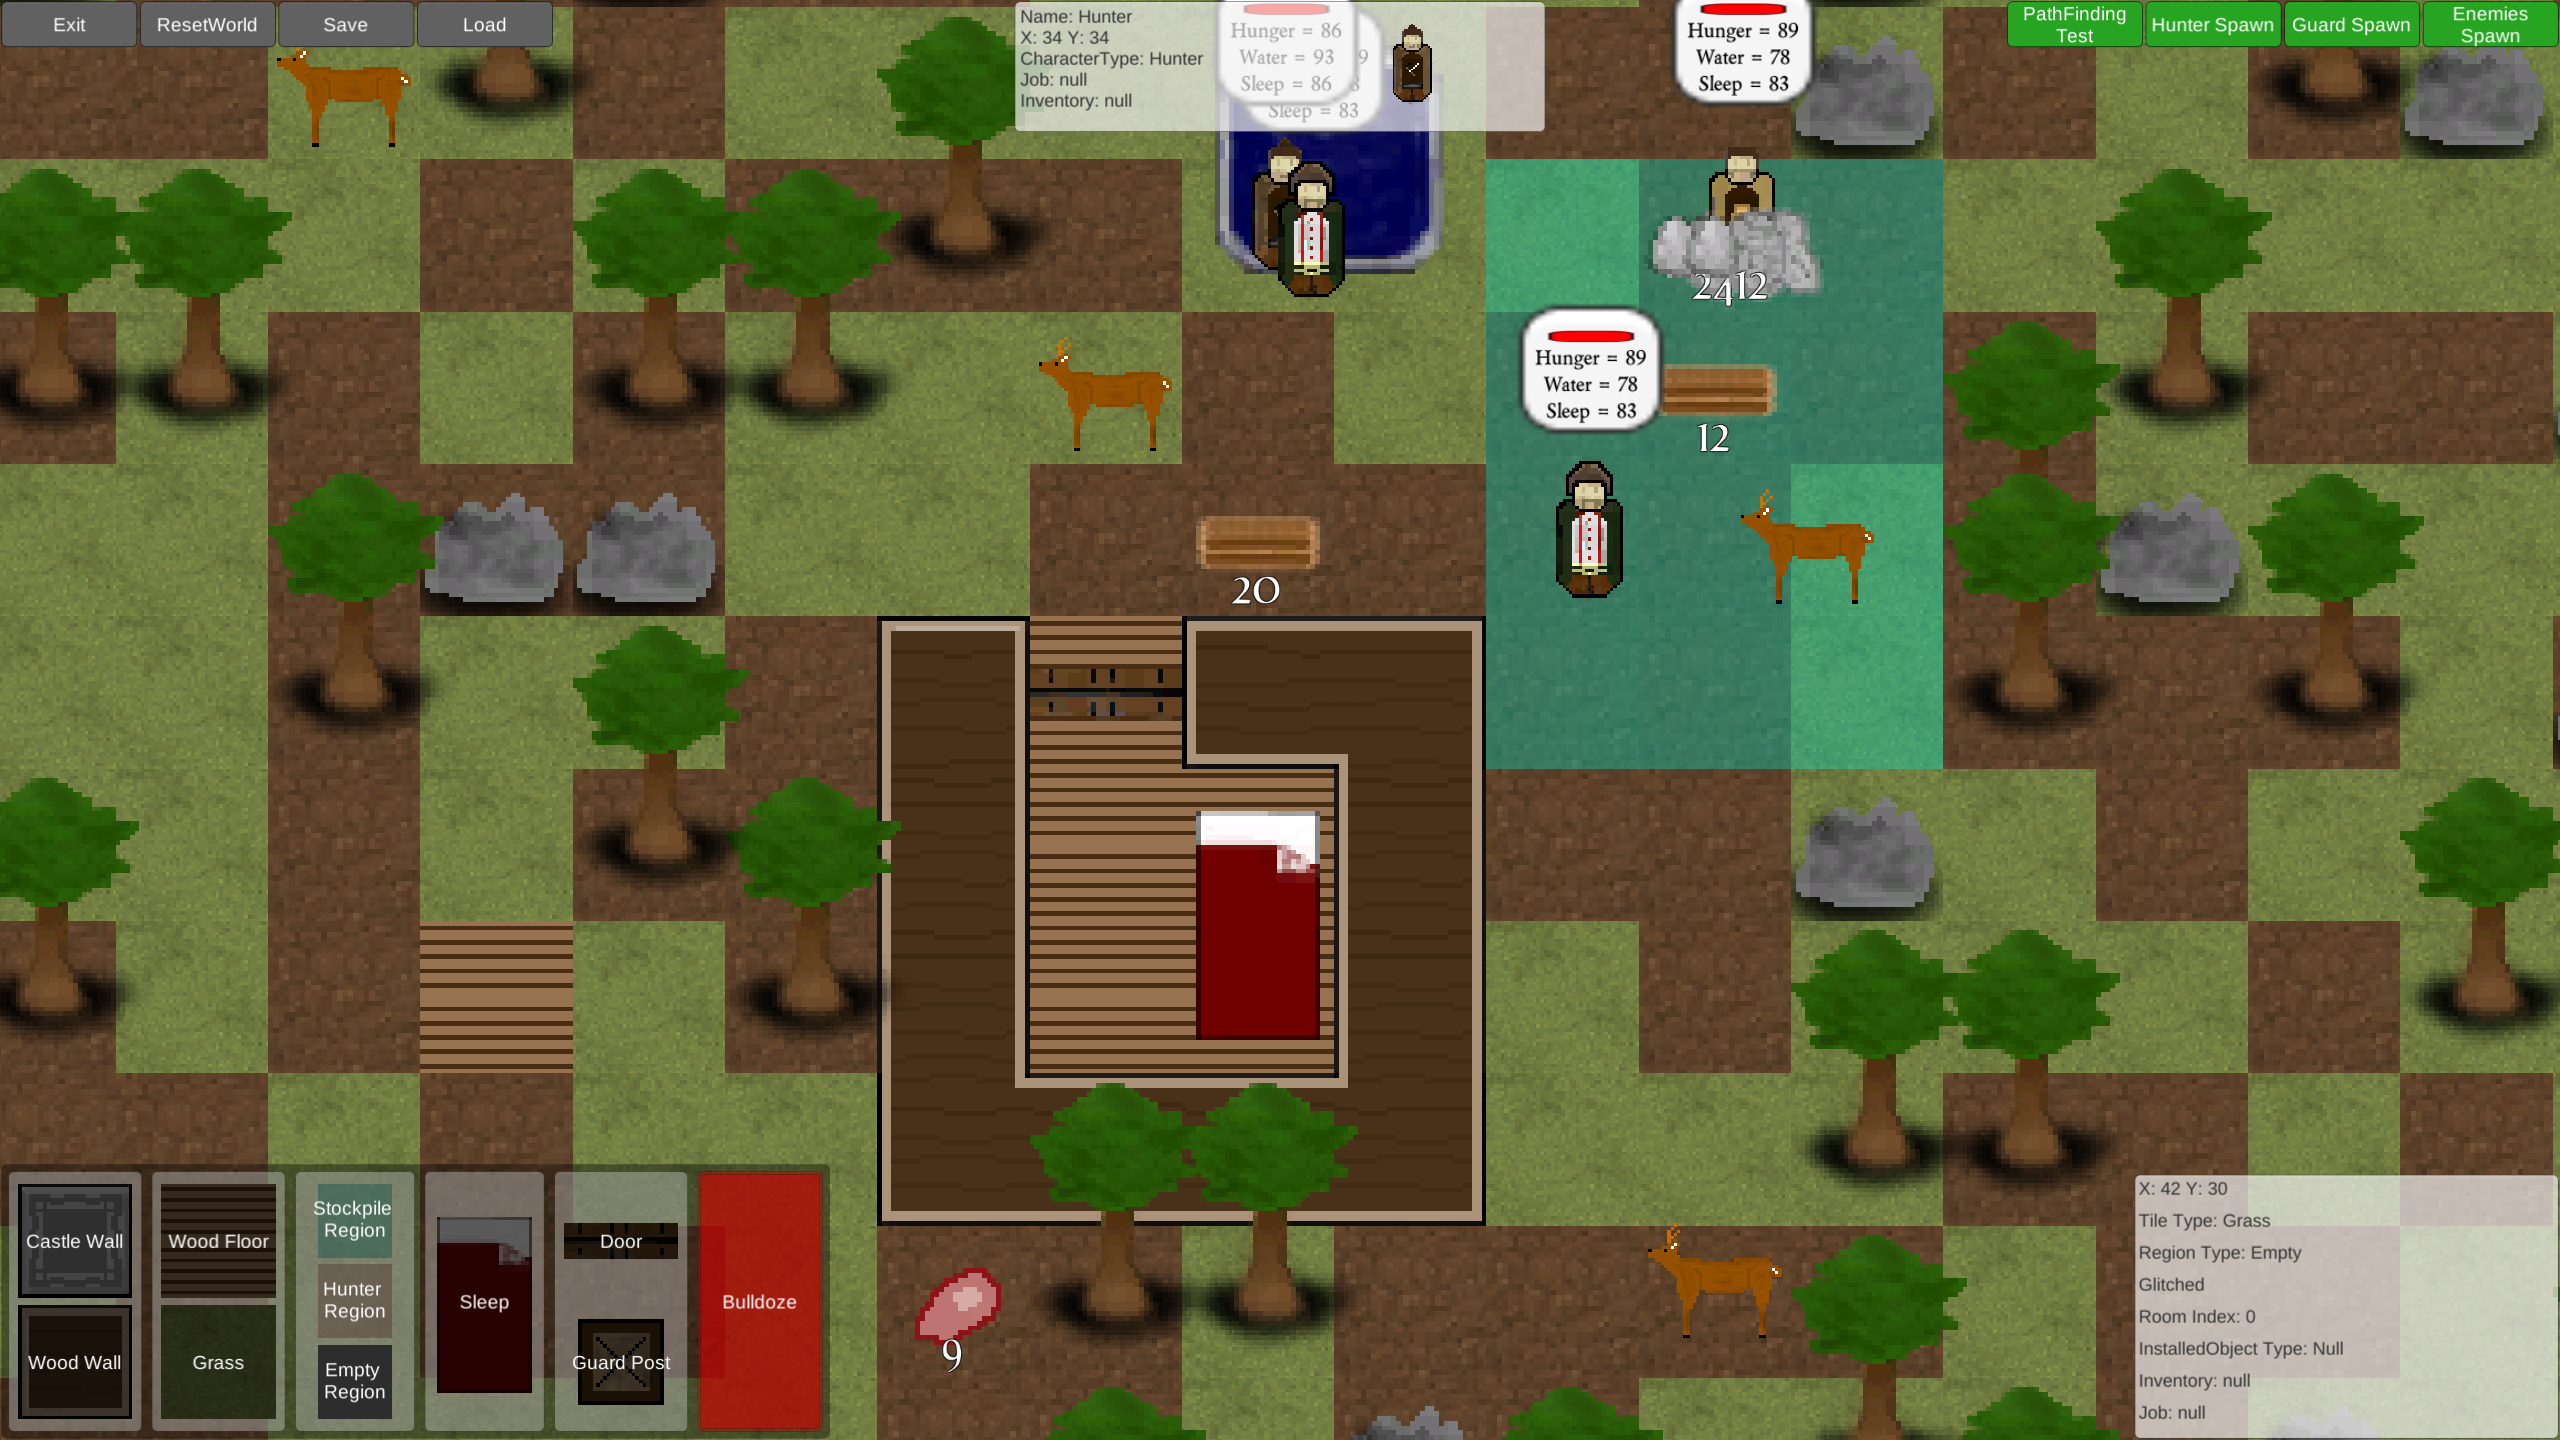 Exit
ResetWorld
Save
Load
Name: Hunter
X: 34 Y: 34
CharacterType: Hunter
Job: null
Inventory: null
Hunger = 86
Water = 93
Sleep = 86
Sleep = 83
Hunger = 89
Water = 78
Sleep = 83
PathFinding
Test
Hunter Spawn
Guard Spawn
Enemies
Spawn
24
12
Hunger = 89
Water = 78
Sleep = 83
12
20
9
Castle Wall
Wood Wall
Wood Floor
Grass
Stockpile
Region
Hunter
Region
Empty
Region
Sleep
Door
Guard Post
Bulldoze
X: 42 Y: 30
Tile Type: Grass
Region Type: Empty
Glitched
Room Index: 0
InstalledObject Type: Null
Inventory: null
Job: null